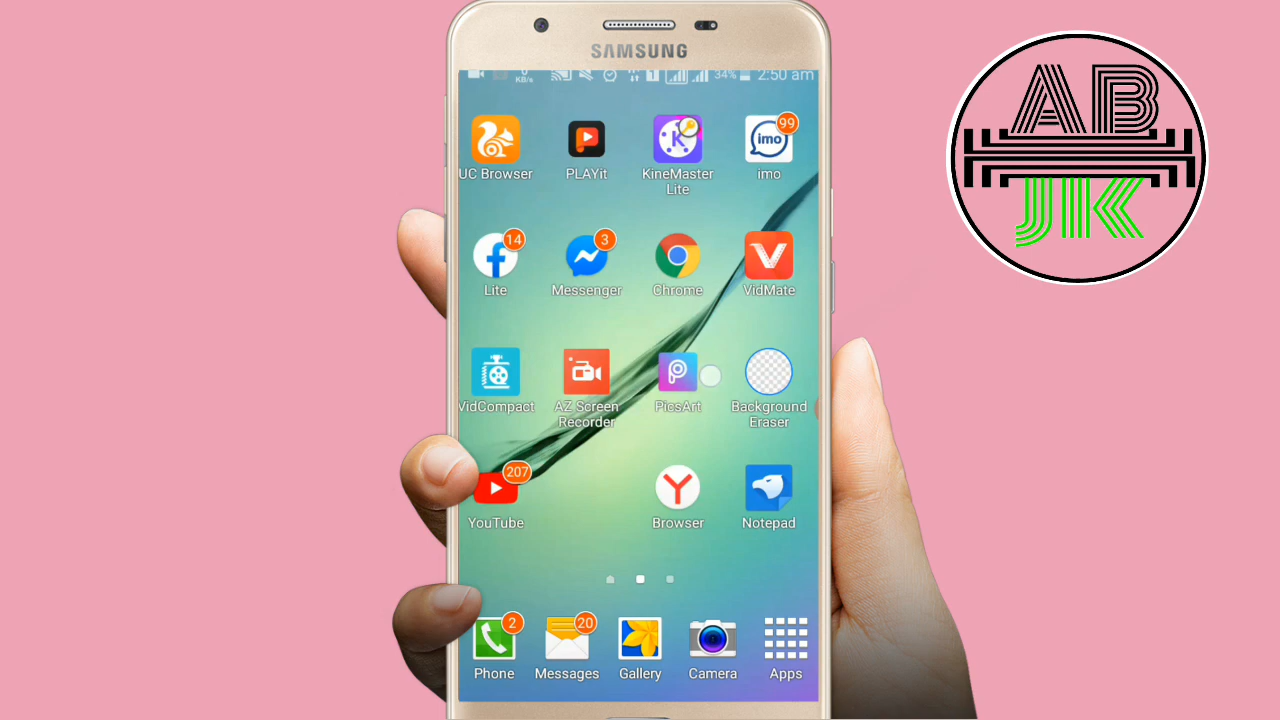 SAMSUNG
KB/s 1 34% 2:50 am
99
UC Browser PLAYit KineMaster Lite imo
14 3
Lite Messenger Chrome VidMate
VidCompact AZ Screen Recorder PicsArt Background Eraser
207
YouTube Browser Notepad
2 20
Phone Messages Gallery Camera Apps
AB
JK